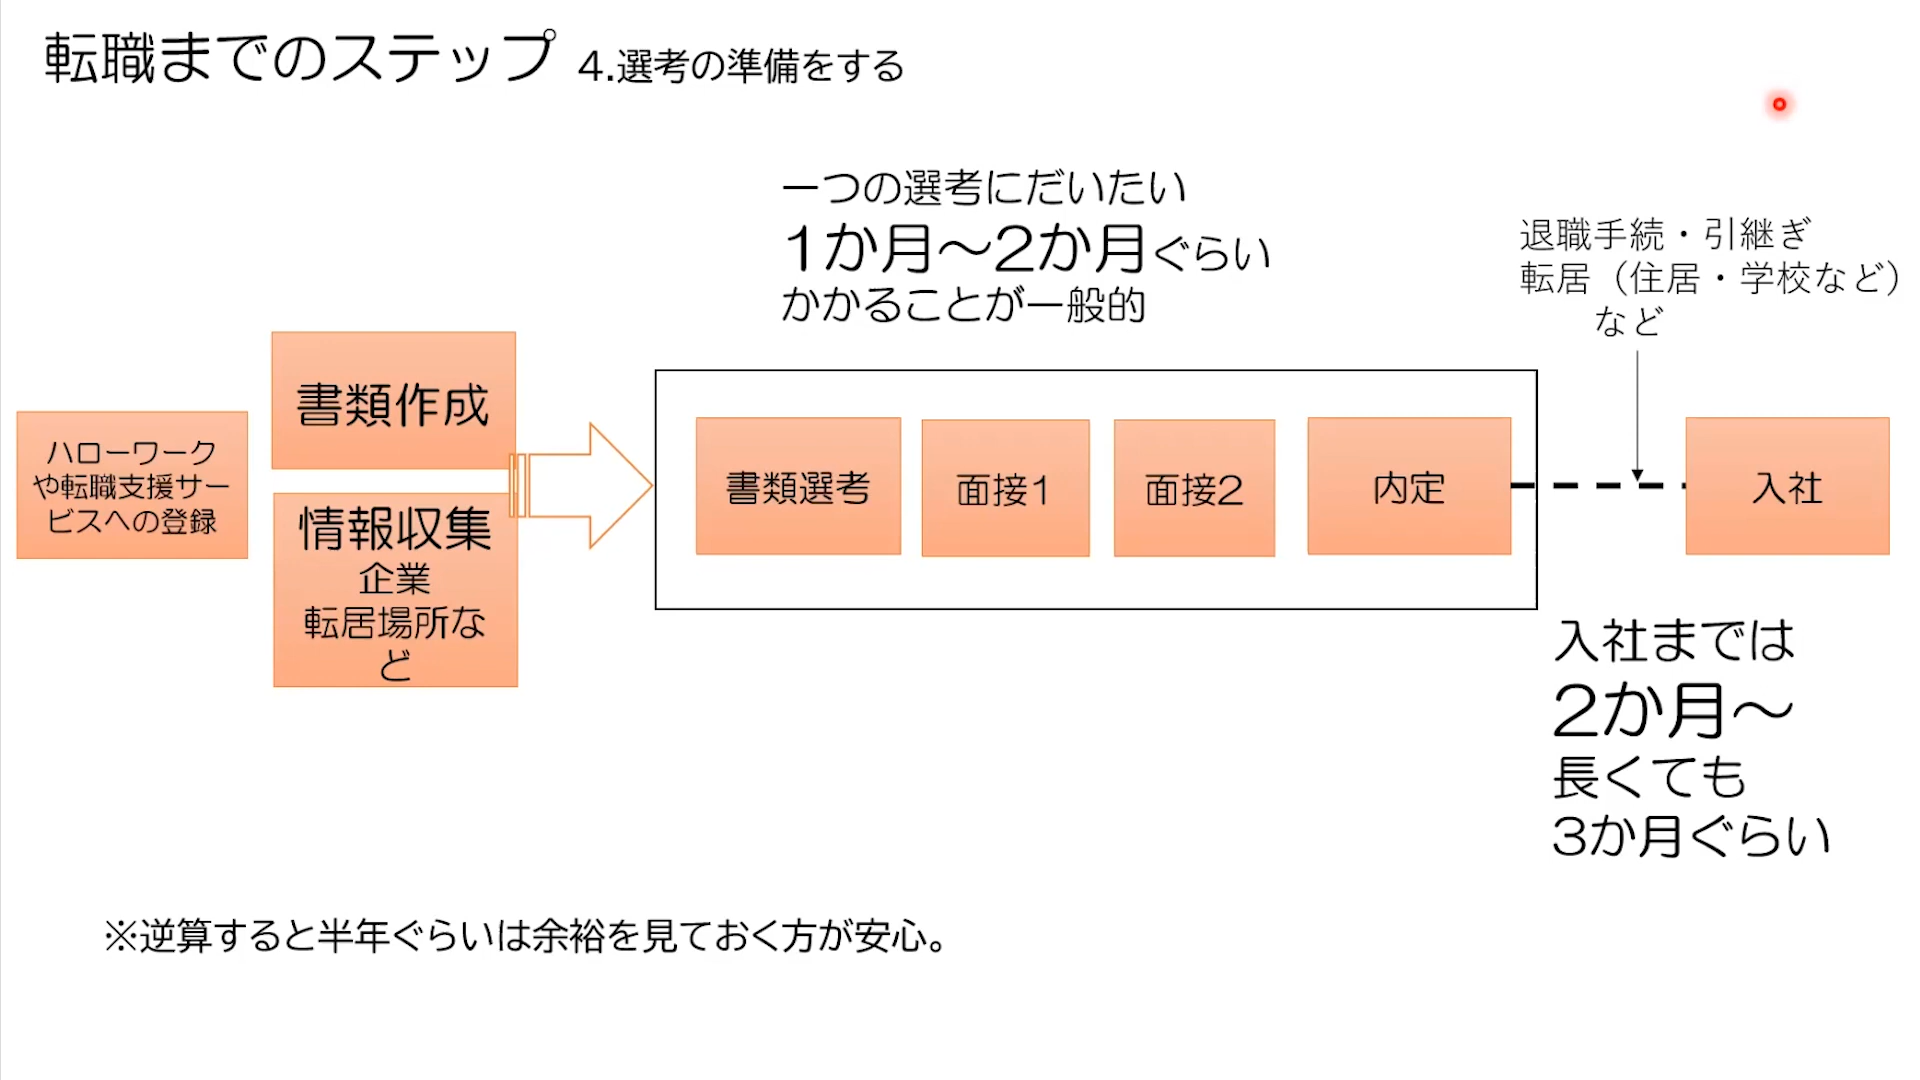 転職までのステップ 4.選考の準備をする
一つの選考にだいたい
1か月～2か月ぐらい
かかることが一般的
退職手続・引継ぎ
転居（住居・学校など）
など
ハローワーク
や転職支援サー
ビスへの登録
書類作成
情報収集
企業
転居場所な
ど
書類選考
面接1
面接2
内定
入社
入社までは
2か月～
長くても
3か月ぐらい
※逆算すると半年ぐらいは余裕を見ておく方が安心。